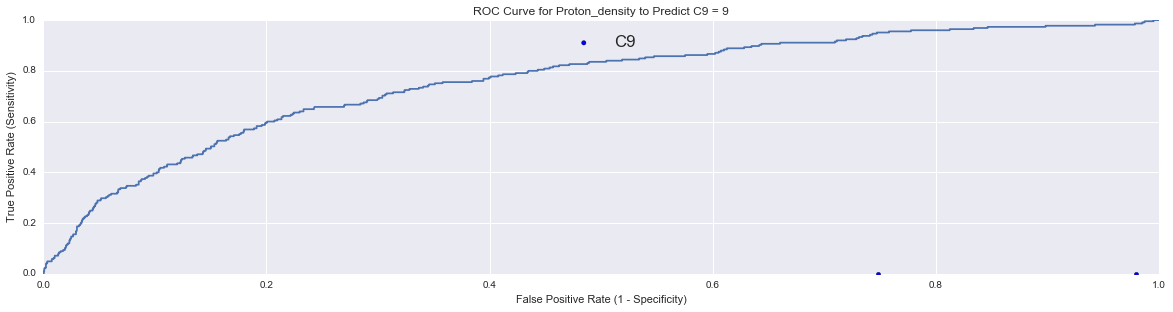 ROC Curve for Proton_density to Predict C9 = 9
1.0
0.8
0.6
0.4
0.2
0.0
True Positive Rate (Sensitivity)
C9
0.0 0.2 0.4 0.6 0.8 1.0
False Positive Rate (1 - Specificity)